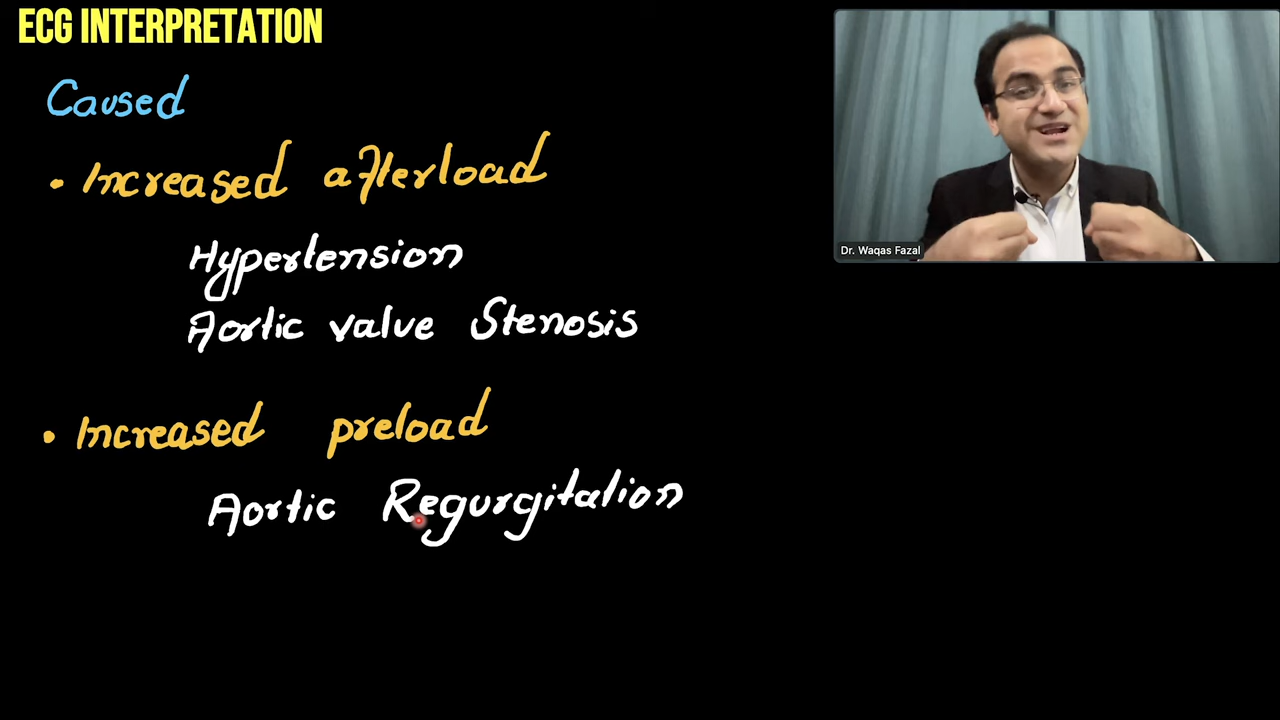 ECG INTERPRETATION
Caused
• Increased afterload
Hypertension
Aortic valve Stenosis
• Increased preload
Aortic Regurgitation
Dr. Waqas Fazal